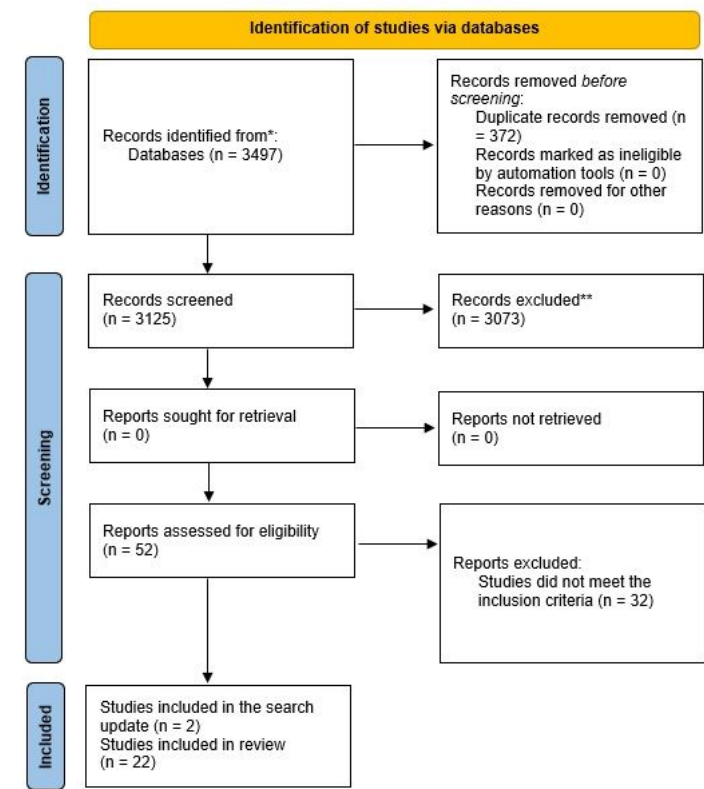 Identification of studies via databases
Identification
Records identified from*:
Databases (n = 3497)
Records removed before
screening:
Duplicate records removed (n
= 372)
Records marked as ineligible
by automation tools (n = 0)
Records removed for other
reasons (n = 0)
Screening
Records screened
(n = 3125)
Records excluded**
(n = 3073)
Reports sought for retrieval
(n = 0)
Reports not retrieved
(n = 0)
Reports assessed for eligibility
(n = 52)
Reports excluded:
Studies did not meet the
inclusion criteria (n = 32)
Included
Studies included in the search
update (n = 2)
Studies included in review
(n = 22)